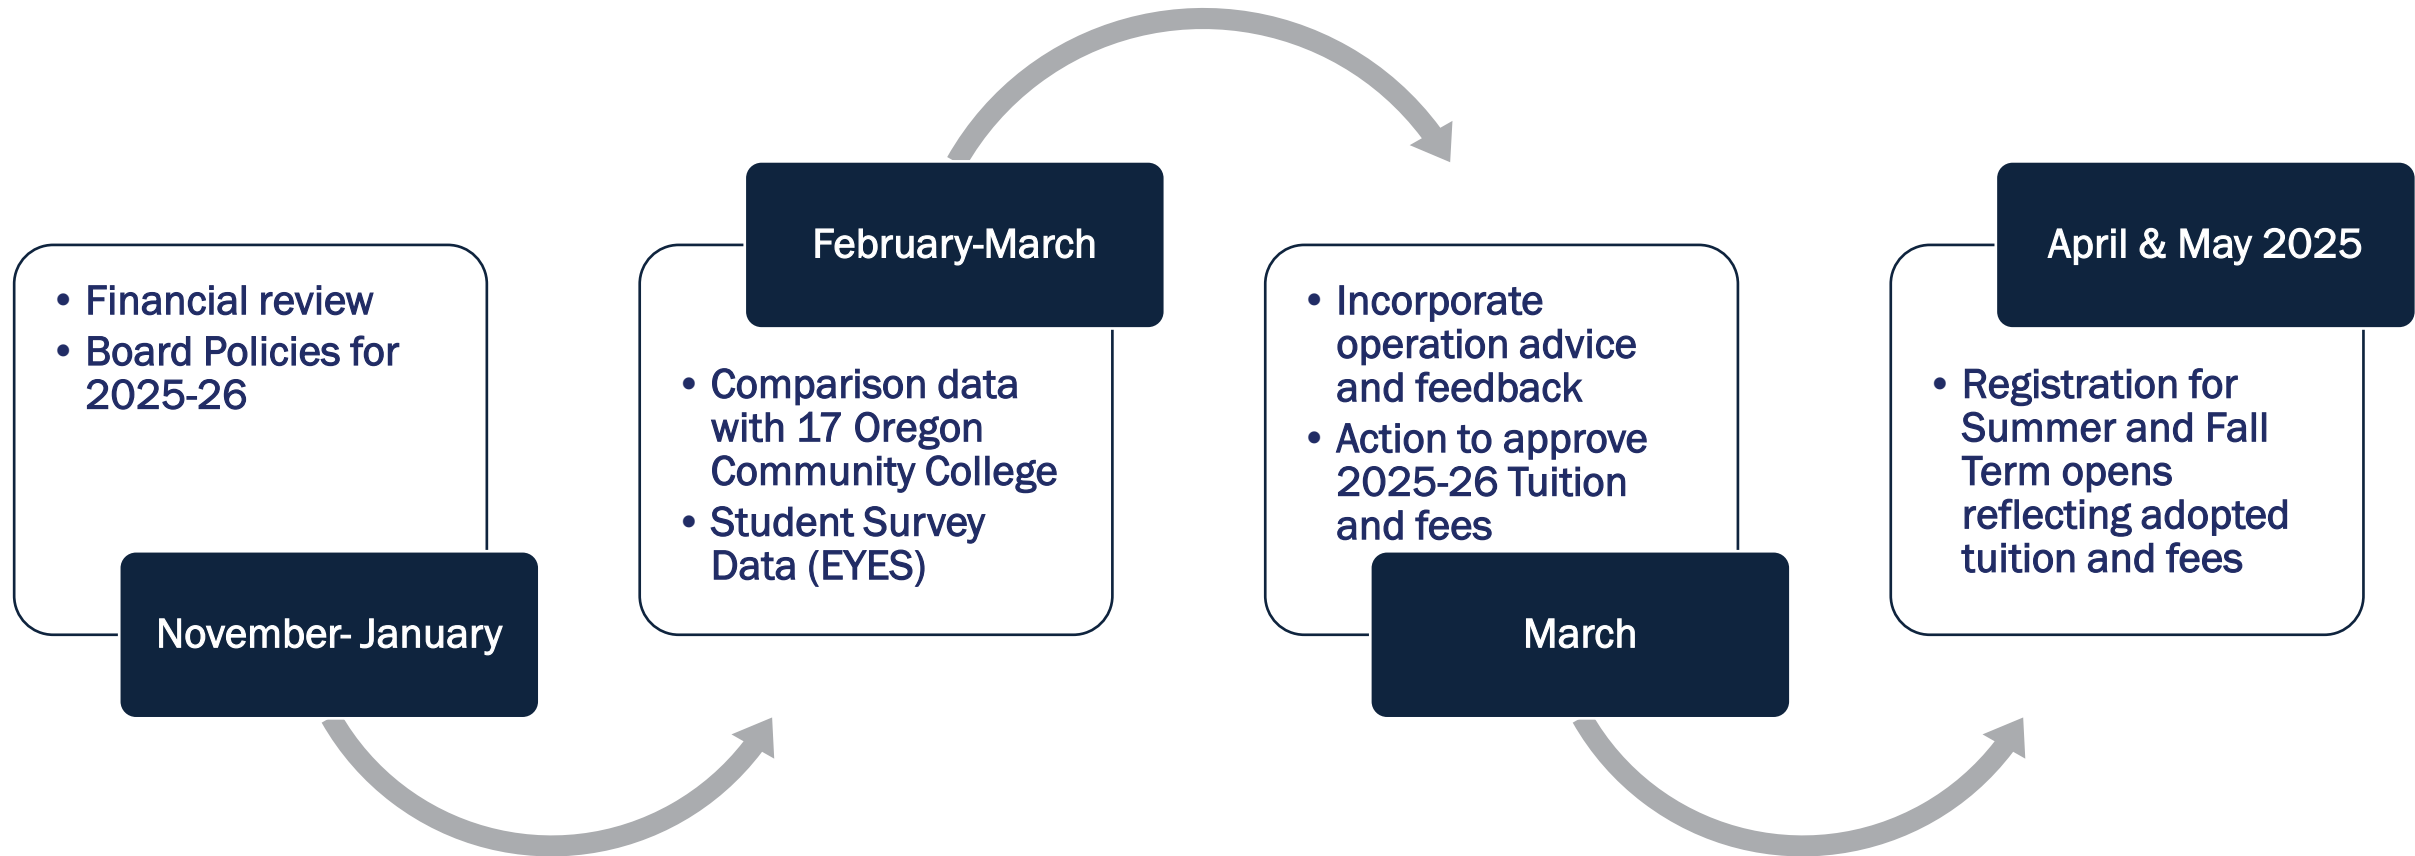 • Financial review
• Board Policies for
2025-26
November- January
February-March
• Comparison data
with 17 Oregon
Community College
• Student Survey
Data (EYES)
• Incorporate
operation advice
and feedback
• Action to approve
2025-26 Tuition
and fees
March
April & May 2025
• Registration for
Summer and Fall
Term opens
reflecting adopted
tuition and fees